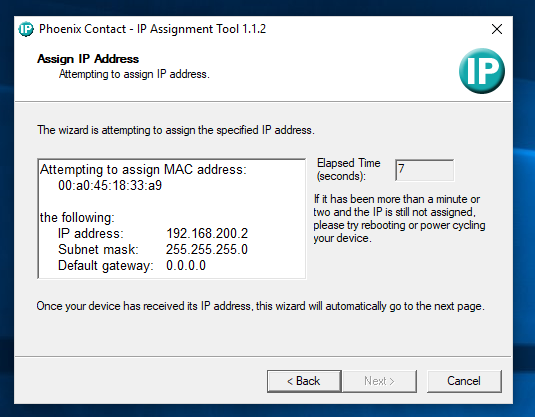 IP Phoenix Contact - IP Assignment Tool 1.1.2
Assign IP Address
Attempting to assign IP address.
IP
The wizard is attempting to assign the specified IP address.
Attempting to assign MAC address:
00:a0:45:18:33:a9
the following:
IP address: 192.168.200.2
Subnet mask: 255.255.255.0
Default gateway: 0.0.0.0
Elapsed Time
(seconds):
7
If it has been more than a minute or
two and the IP is still not assigned,
please try rebooting or power cycling
your device.
Once your device has received its IP address, this wizard will automatically go to the next page.
< Back
Next >
Cancel